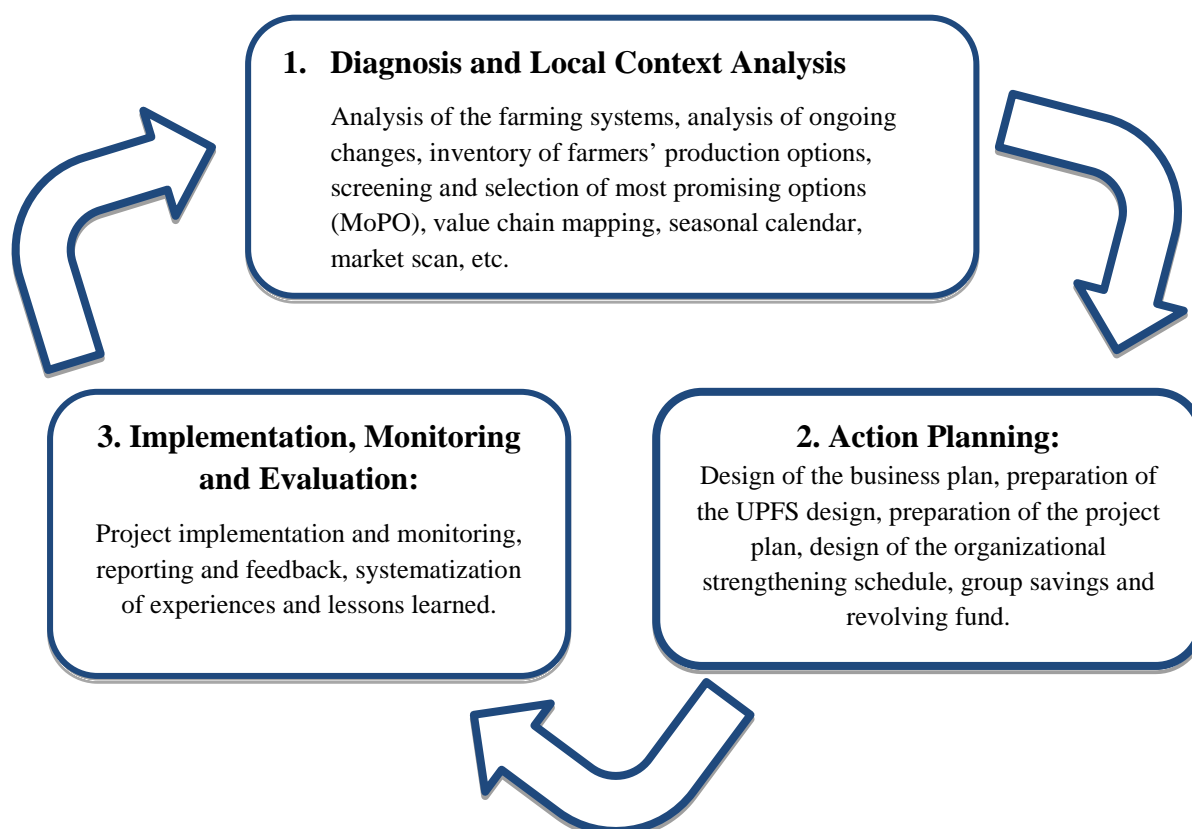 1. Diagnosis and Local Context Analysis
Analysis of the farming systems, analysis of ongoing
changes, inventory of farmers’ production options,
screening and selection of most promising options
(MoPO), value chain mapping, seasonal calendar,
market scan, etc.
2. Action Planning:
Design of the business plan, preparation of
the UPFS design, preparation of the project
plan, design of the organizational
strengthening schedule, group savings and
revolving fund.
3. Implementation, Monitoring
and Evaluation:
Project implementation and monitoring,
reporting and feedback, systematization
of experiences and lessons learned.